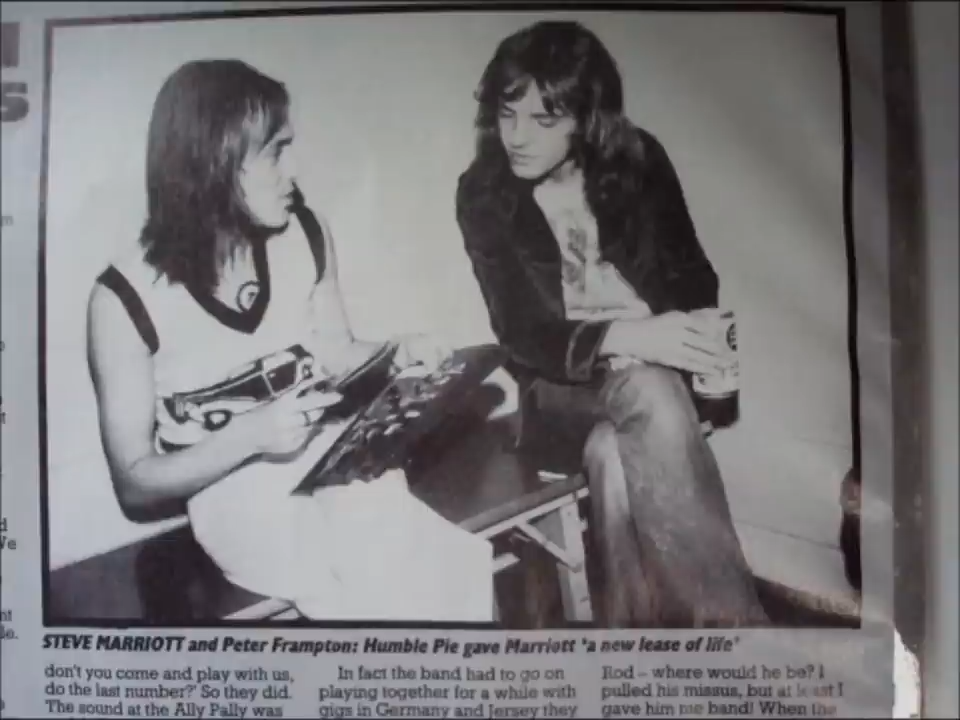 STEVE MARRIOTT and Peter Frampton: Humble Pie gave Marriott 'a new lease of life'
don't you come and play with us,
do the last number?' So they did.
The sound at the Ally Pally was
In fact the band had to go on
playing together for a while with
gigs in Germany and Jersey they
Rod – where would he be? I
pulled his missus, but at least I
gave him me band! When the